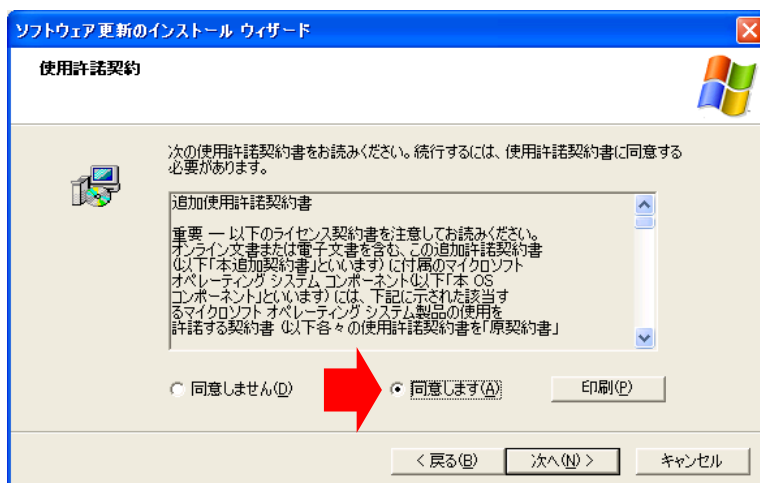 ソフトウェア更新のインストール ウィザード
使用許諾契約
次の使用許諾契約書をお読みください。続行するには、使用許諾契約書に同意する
必要があります。
追加使用許諾契約書
重要 ― 以下のライセンス契約書を注意してお読みください。
オンライン文書または電子文書を含む、この追加許諾契約書
(以下「本追加契約書」といいます) に付属のマイクロソフト
オペレーティング システム コンポーネント(以下「本 OS
コンポーネント」といいます) には、下記に示された該当す
るマイクロソフト オペレーティング システム製品の使用を
許諾する契約書 (以下各々の使用許諾契約書を「原契約書」
同意しません(D)
同意します(A)
印刷(P)
< 戻る(B)
次へ(N) >
キャンセル